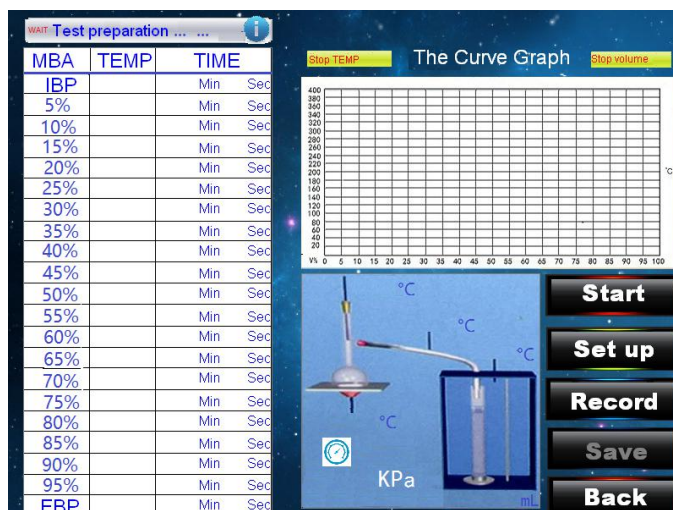 WAIT Test preparation ... ... i
MBA TEMP TIME
IBP Min Sec
5% Min Sec
10% Min Sec
15% Min Sec
20% Min Sec
25% Min Sec
30% Min Sec
35% Min Sec
40% Min Sec
45% Min Sec
50% Min Sec
55% Min Sec
60% Min Sec
65% Min Sec
70% Min Sec
75% Min Sec
80% Min Sec
85% Min Sec
90% Min Sec
95% Min Sec
FBP Min Sec
Stop TEMP The Curve Graph Stop volume
400
380
360
340
320
300
280
260
240
220
200 °C
180
160
140
120
100
80
60
40
20
V% 0 5 10 15 20 25 30 35 40 45 50 55 60 65 70 75 80 85 90 95 100
°C
°C
°C
°C
KPa
mL
Start
Set up
Record
Save
Back